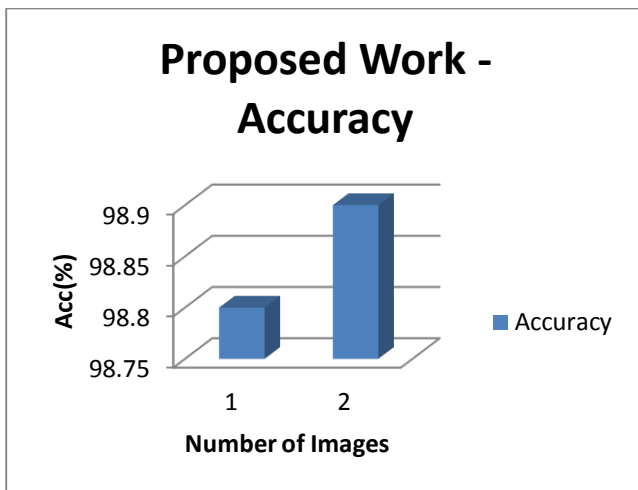 Proposed Work -
Accuracy
98.9
98.85
98.8
98.75
Acc(%)
1 2
Number of Images
Accuracy